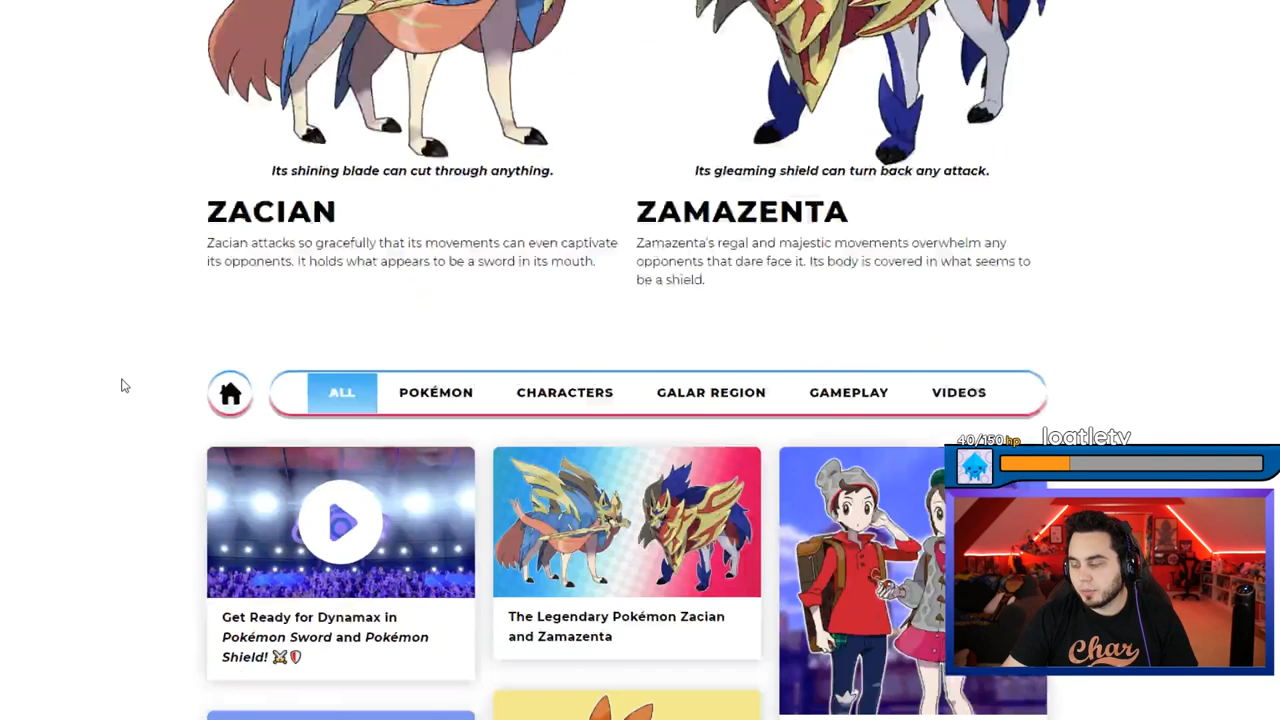 Its shining blade can cut through anything.
Its gleaming shield can turn back any attack.
ZACIAN
ZAMAZENTA
Zacian attacks so gracefully that its movements can even captivate
its opponents. It holds what appears to be a sword in its mouth.
Zamazenta's regal and majestic movements overwhelm any
opponents that dare face it. Its body is covered in what seems to
be a shield.
ALL
POKÉMON
CHARACTERS
GALAR REGION
GAMEPLAY
VIDEOS
40/150 hp
loatletv
Get Ready for Dynamax in
Pokémon Sword and Pokémon
Shield!
The Legendary Pokémon Zacian
and Zamazenta
Char